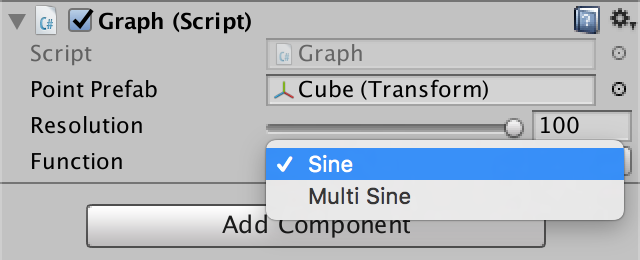 Graph (Script)
Script Graph
Point Prefab Cube (Transform)
Resolution 100
Function Sine
Multi Sine
Add Component